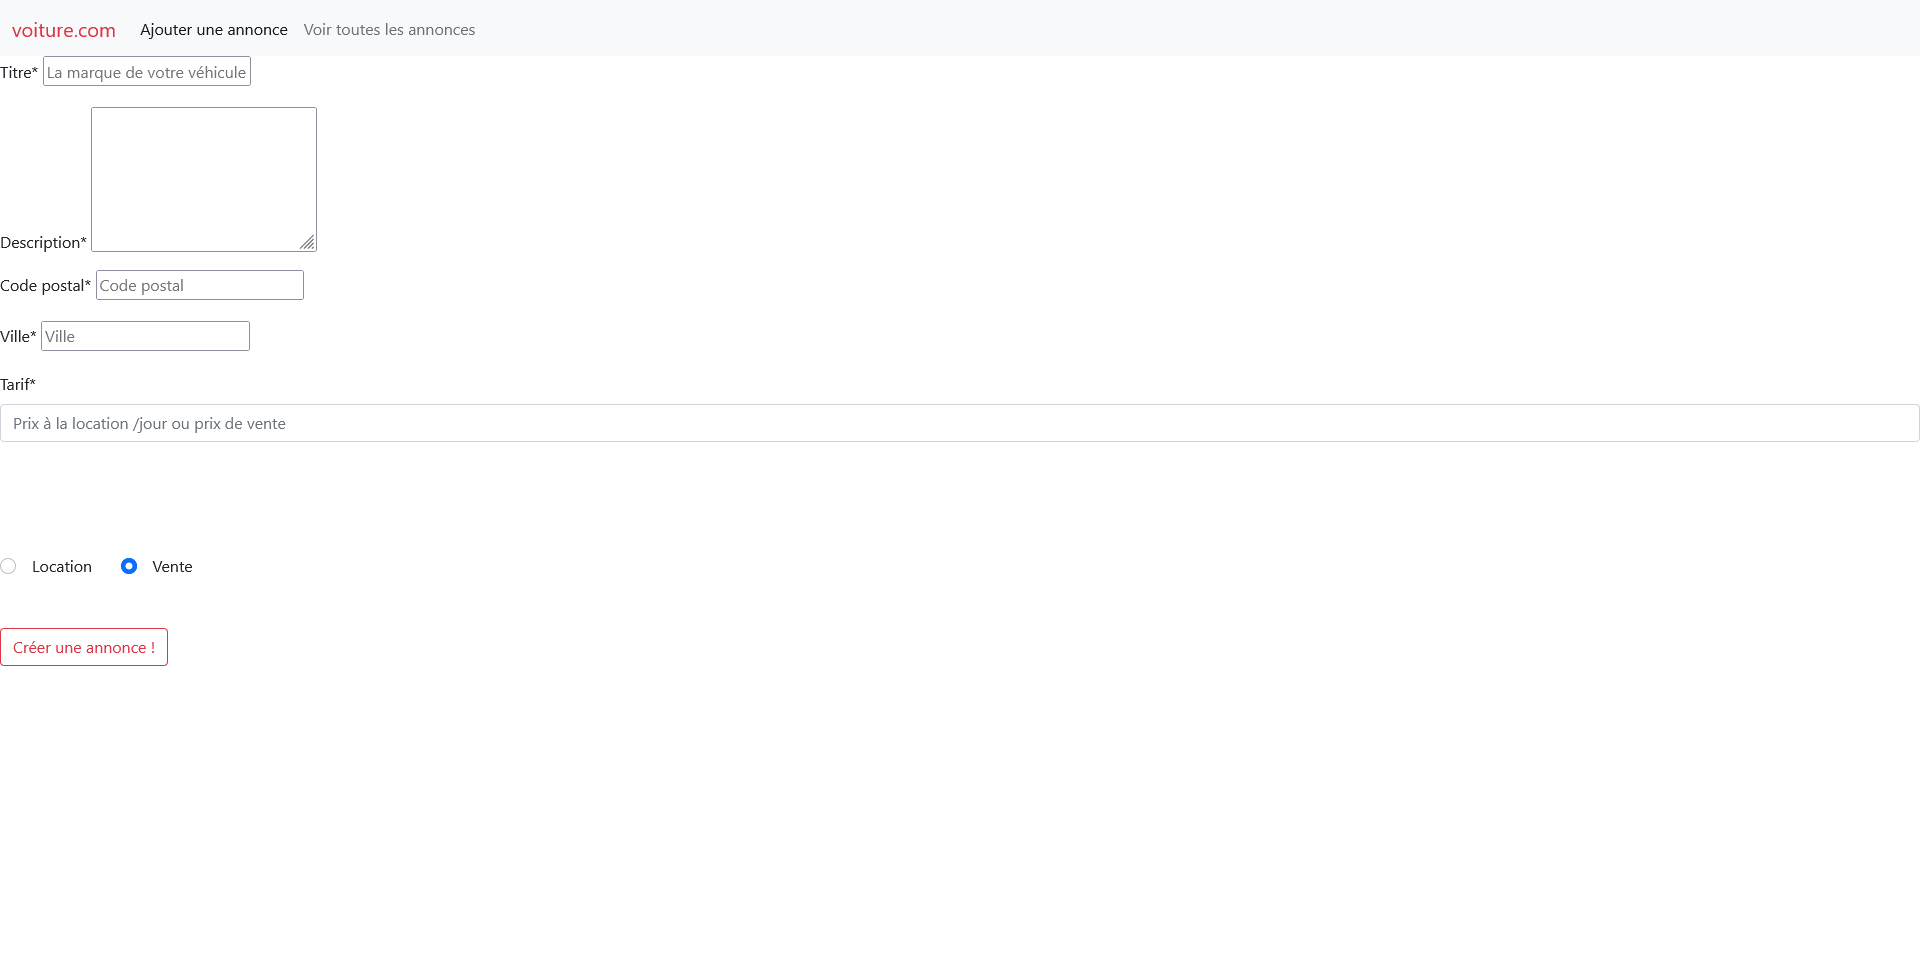 voiture.com Ajouter une annonce Voir toutes les annonces
Titre* La marque de votre véhicule
Description*
Code postal* Code postal
Ville* Ville
Tarif*
Prix à la location /jour ou prix de vente
Location Vente
Créer une annonce !